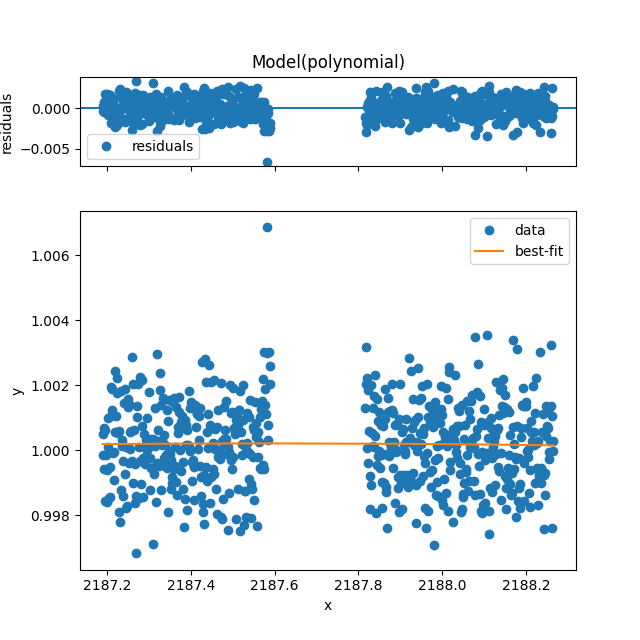 Model(polynomial)
residuals
0.000
−0.005
residuals
y
1.006
1.004
1.002
1.000
0.998
data
best-fit
2187.2 2187.4 2187.6 2187.8 2188.0 2188.2
x